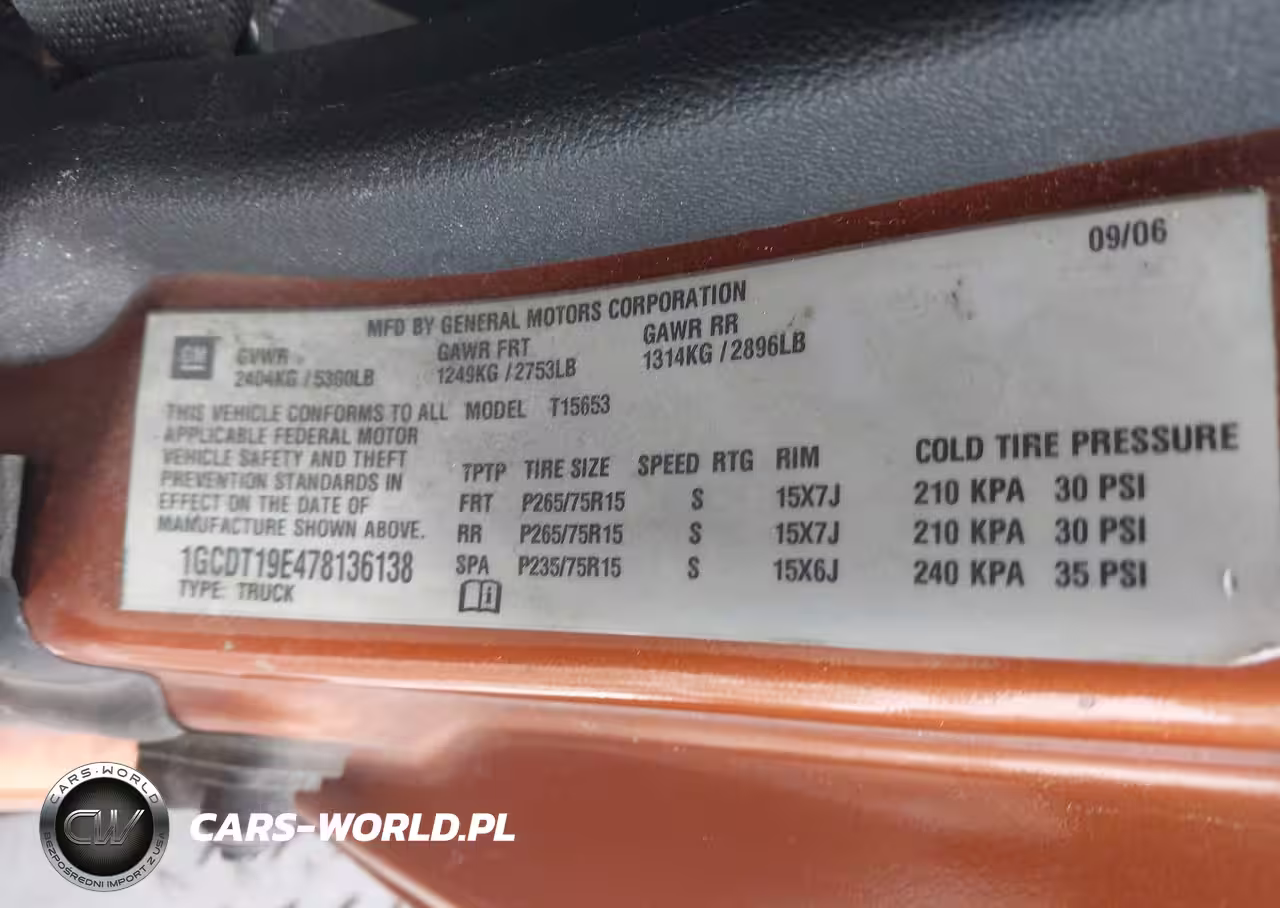 09/06
MFD BY GENERAL MOTORS CORPORATION
GM
GVWR GAWR FRT GAWR RR
2404KG /5300LB 1249KG /2753LB 1314KG /2896LB
THIS VEHICLE CONFORMS TO ALL MODEL T15653
APPLICABLE FEDERAL MOTOR
VEHICLE SAFETY AND THEFT
PREVENTION STANDARDS IN
EFFECT ON THE DATE OF
MANUFACTURE SHOWN ABOVE.
1GCDT19E478136138
TYPE: TRUCK
TPTP TIRE SIZE SPEED RTG RIM COLD TIRE PRESSURE
FRT P265/75R15 S 15X7J 210 KPA 30 PSI
RR P265/75R15 S 15X7J 210 KPA 30 PSI
SPA P235/75R15 S 15X6J 240 KPA 35 PSI
CARS-WORLD
CW
BEZPOŚREDNI IMPORT Z USA
CARS-WORLD.PL